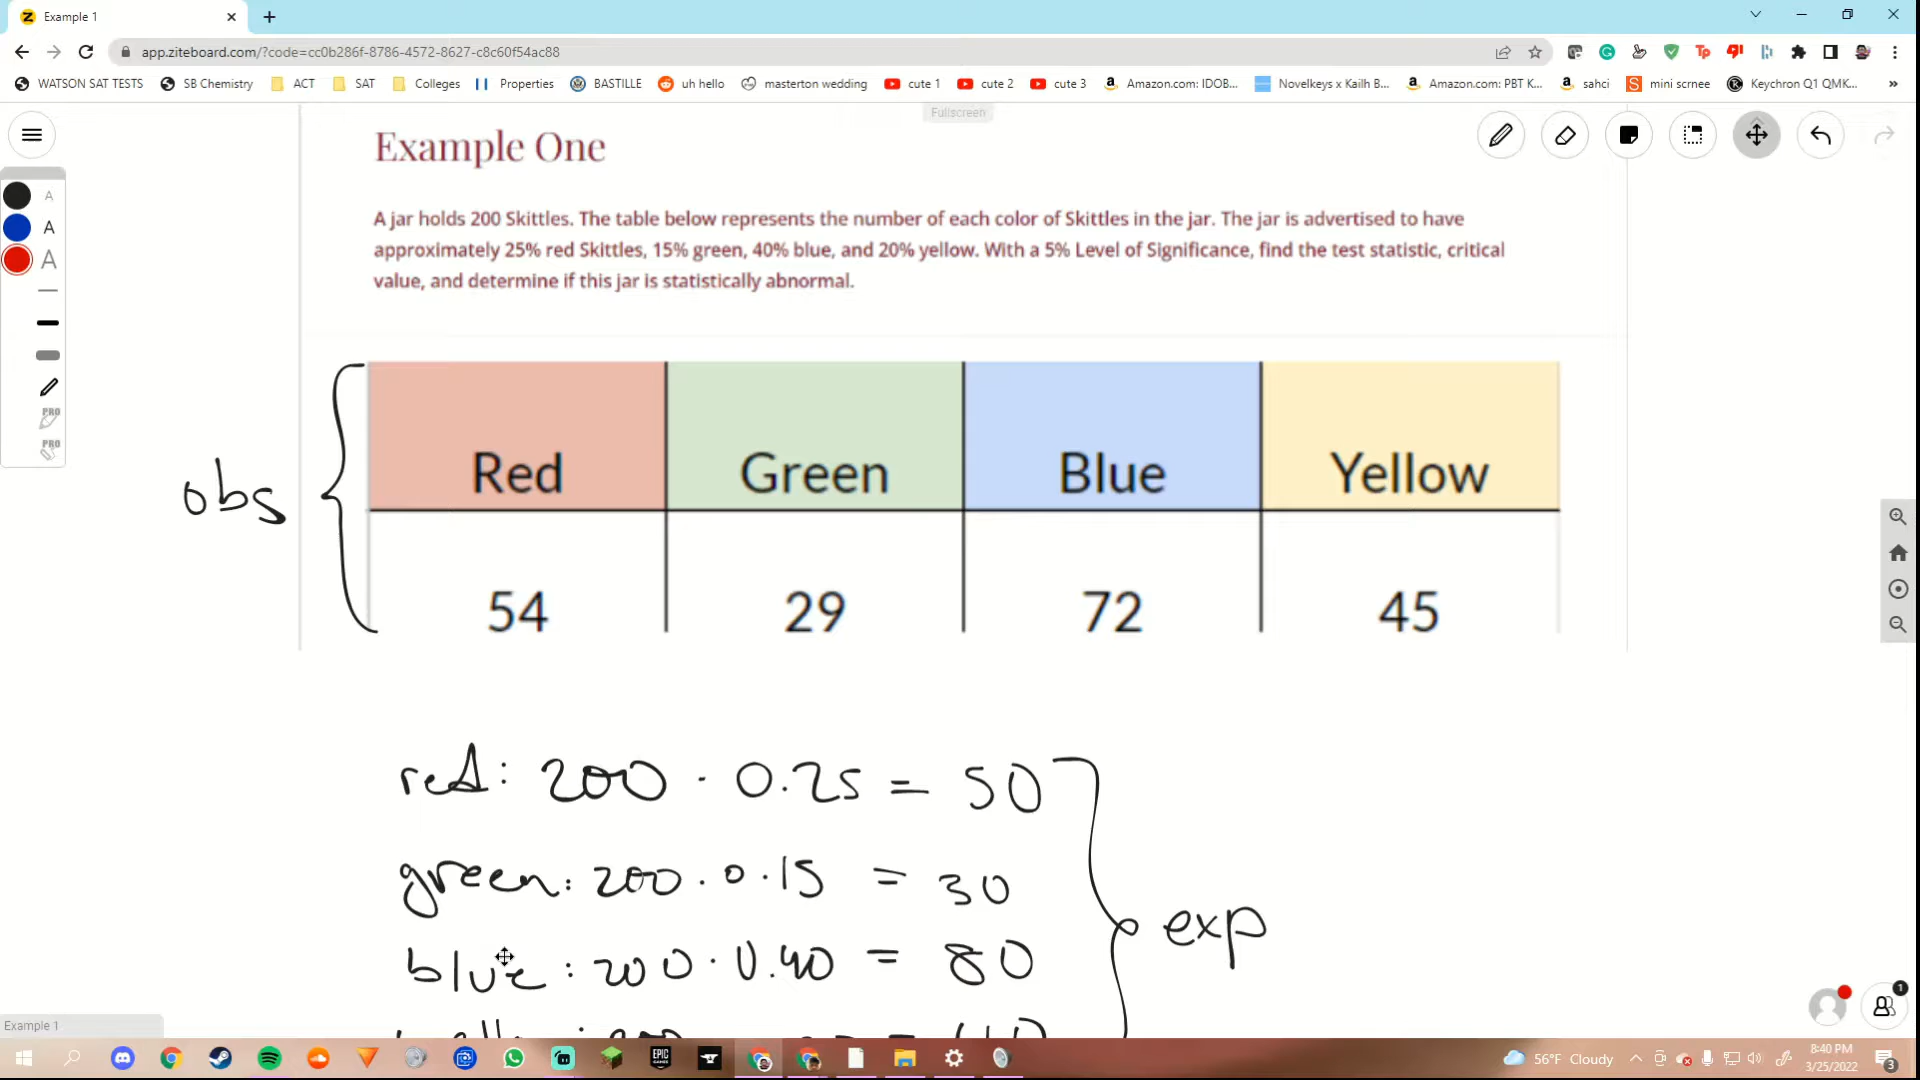 Example 1
app.ziteboard.com/?code=cc0b286f-8786-4572-8627-c8c60f54ac88
WATSON SAT TESTS SB Chemistry ACT SAT Colleges Properties BASTILLE uh hello masterton wedding cute 1 cute 2 cute 3 Amazon.com: IDOB... Novelkeys x Kailh B... Amazon.com: PBT K... sahci mini scrnee Keychron Q1 QMK... »
Fullscreen
Example One
A jar holds 200 Skittles. The table below represents the number of each color of Skittles in the jar. The jar is advertised to have
approximately 25% red Skittles, 15% green, 40% blue, and 20% yellow. With a 5% Level of Significance, find the test statistic, critical
value, and determine if this jar is statistically abnormal.
A
A
A
PRO
PRO
Red Green Blue Yellow
obs
54 29 72 45
red: 200 · 0.25 = 50
green: 200 · 0.15 = 30
exp
blue: 200 · 0.40 = 80
1
Example 1
EPIC GAMES
56°F Cloudy
8:40 PM
3/25/2022
3